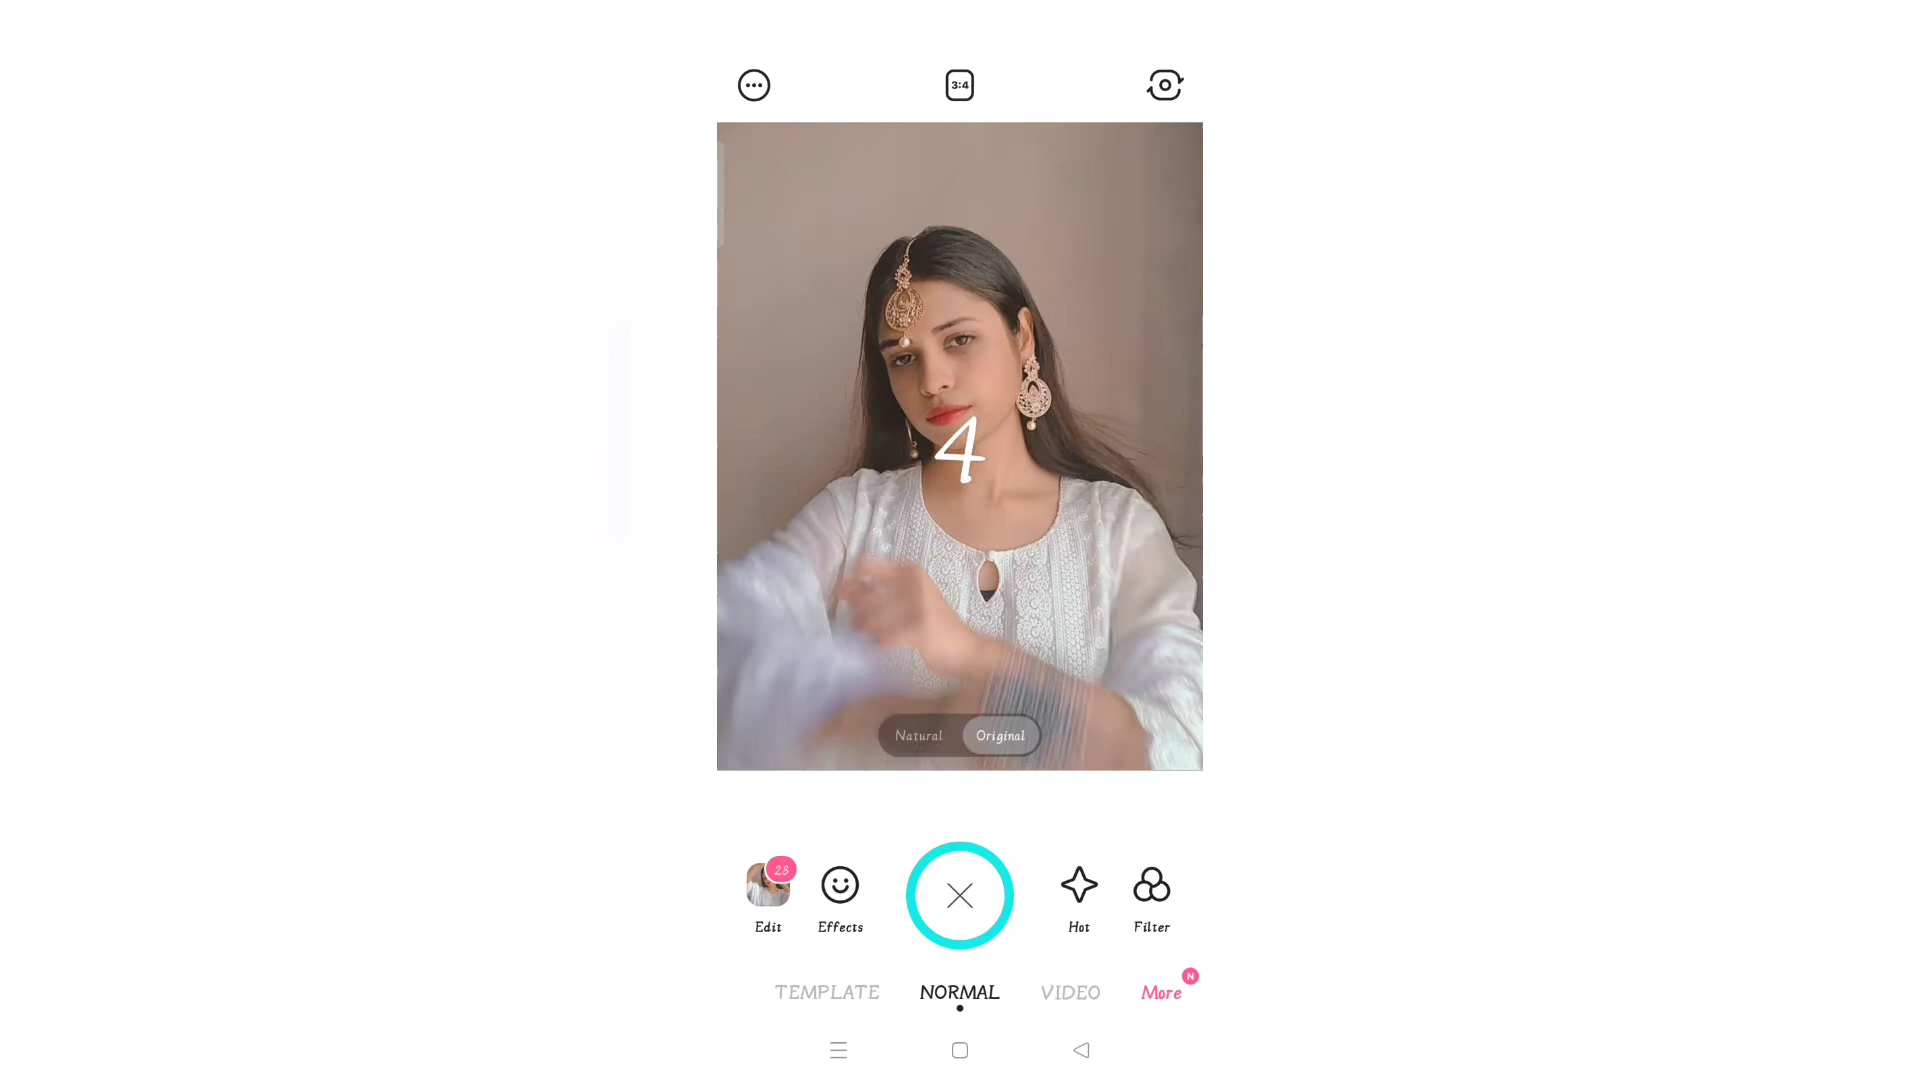 3:4
4
Natural Original
28
Edit Effects Hot Filter
N
TEMPLATE NORMAL VIDEO More